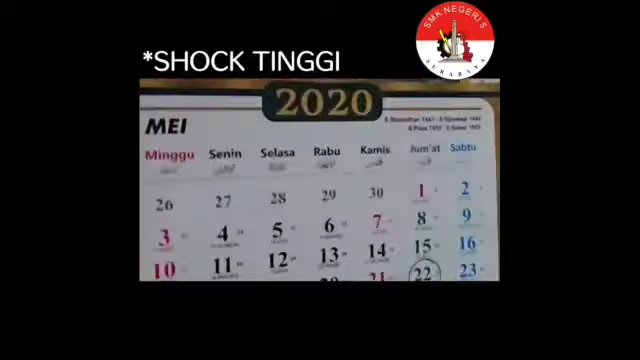 SMK NEGERI 5
SURABAYA
*SHOCK TINGGI
2020
MEI
Minggu Senin Selasa Rabu Kamis Jum'at Sabtu
26 27 28 29 30 1 2
3 4 5 6 7 8 9
10 11 12 13 14 15 16
21 22 23